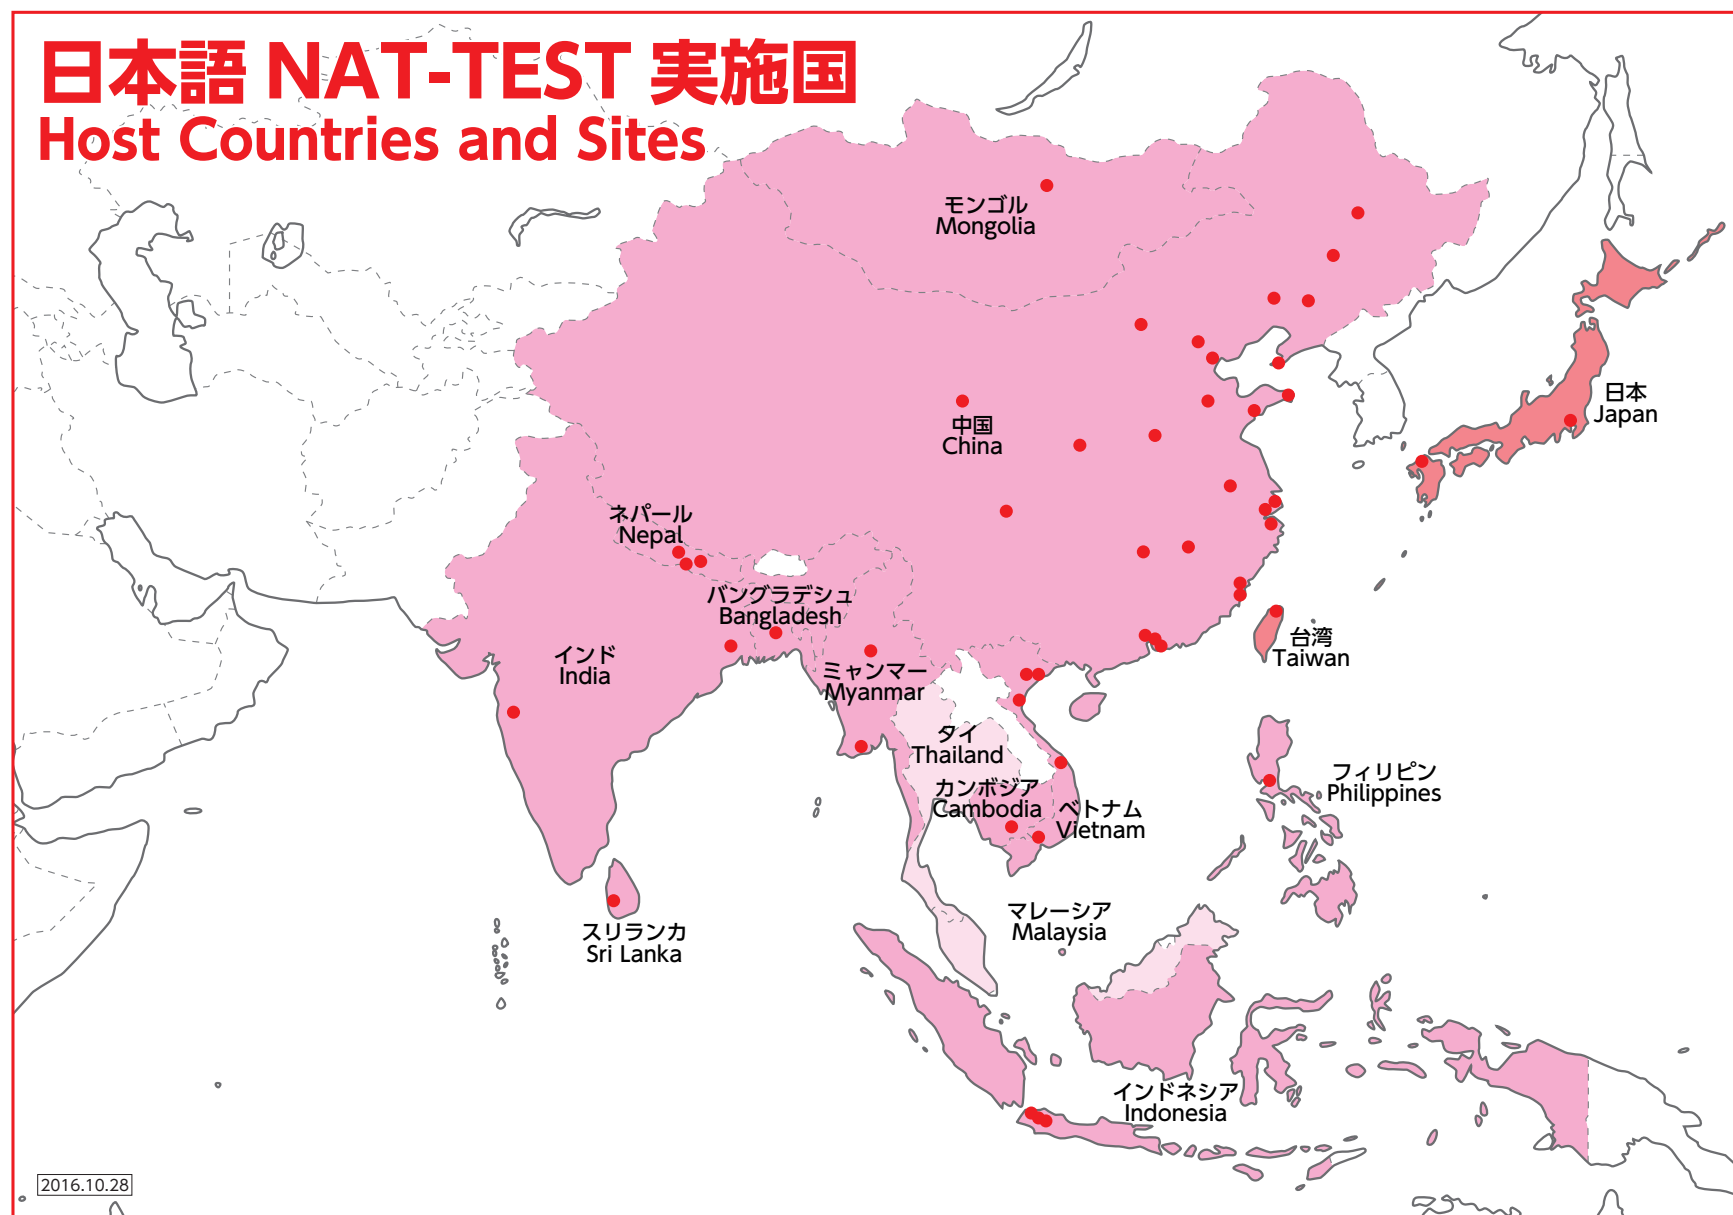 日本語 NAT-TEST 実施国
Host Countries and Sites
モンゴル
Mongolia
日本
Japan
中国
China
ネパール
Nepal
バングラデシュ
Bangladesh
台湾
Taiwan
インド
India
ミャンマー
Myanmar
タイ
Thailand
フィリピン
Philippines
カンボジア
Cambodia
ベトナム
Vietnam
マレーシア
Malaysia
スリランカ
Sri Lanka
インドネシア
Indonesia
2016.10.28